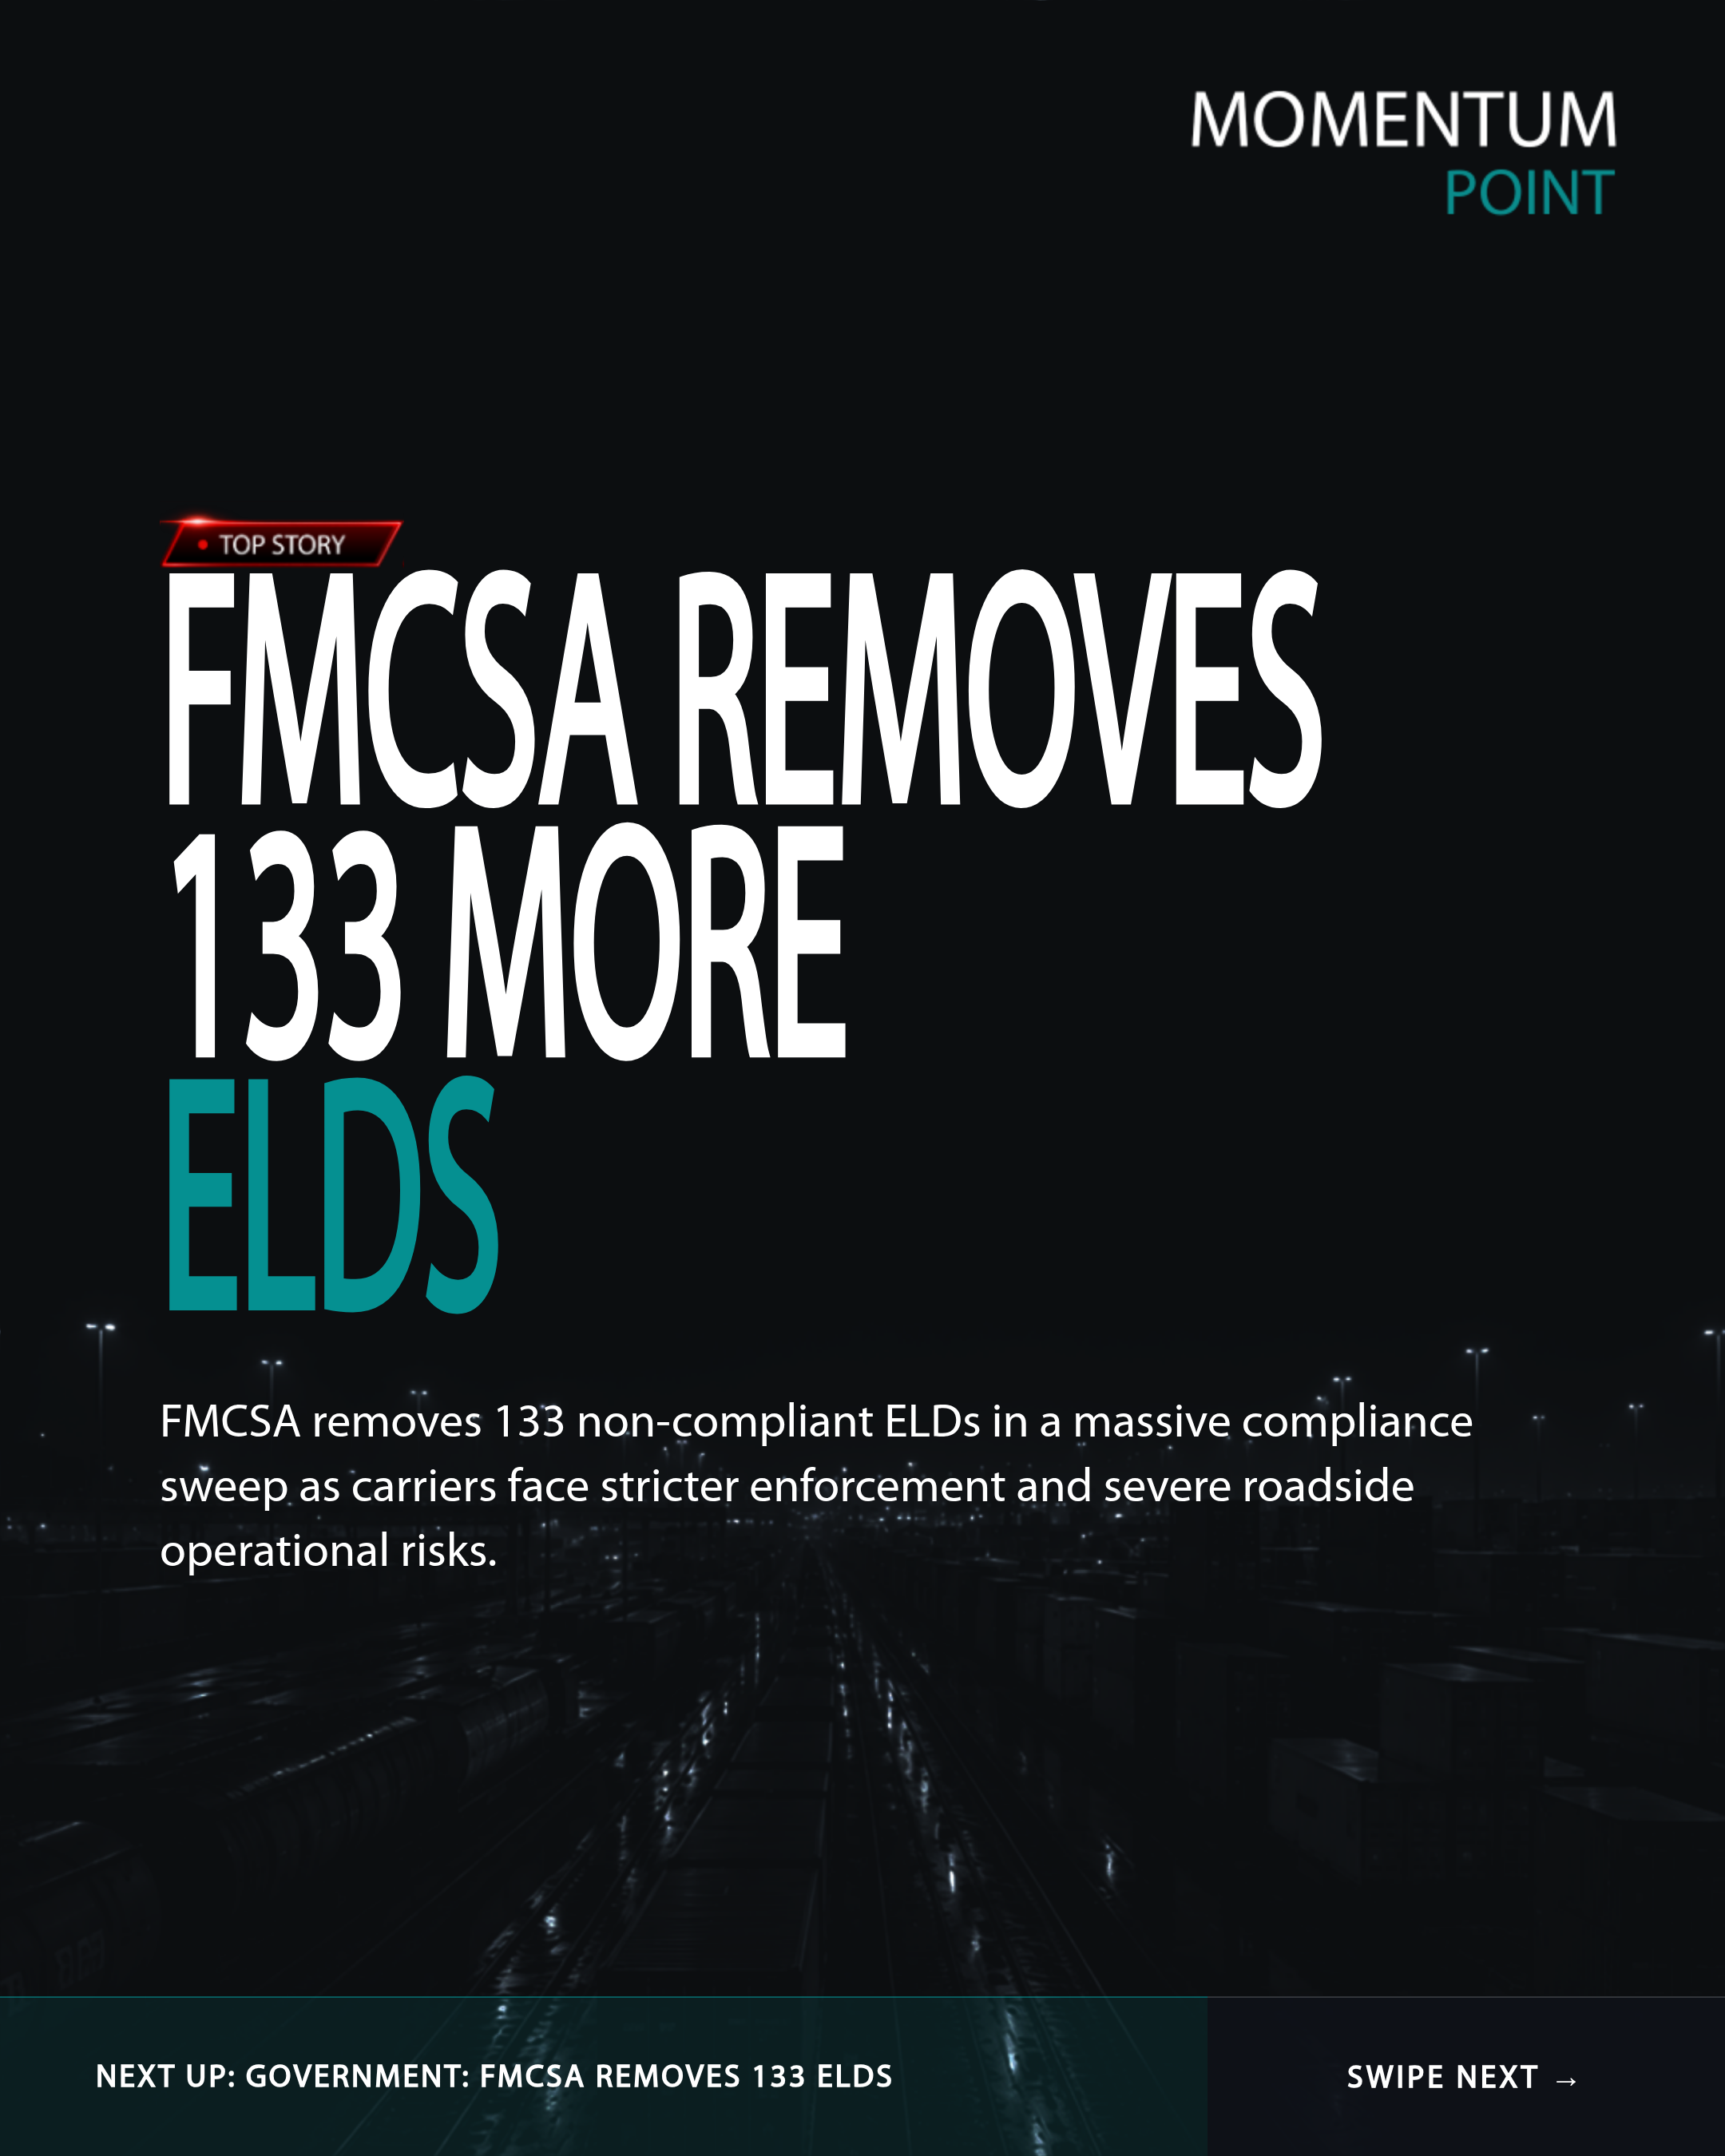 MOMENTUM
POINT
TOP STORY
FMCSA REMOVES
133 MORE
ELDS
FMCSA removes 133 non-compliant ELDs in a massive compliance
sweep as carriers face stricter enforcement and severe roadside
operational risks.
NEXT UP: GOVERNMENT: FMCSA REMOVES 133 ELDS
SWIPE NEXT →